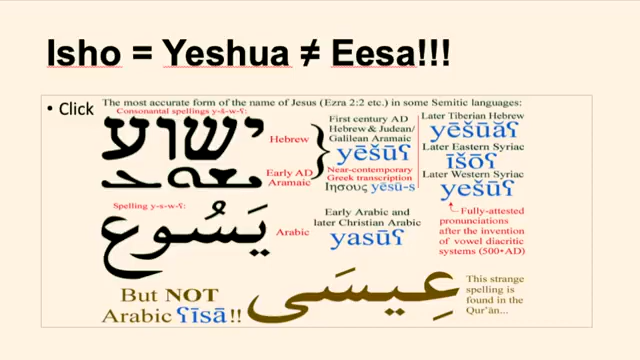 Isho = Yeshua ≠ Eesa!!!
• Click
The most accurate form of the name of Jesus (Ezra 2:2 etc.) in some Semitic languages:
Consonantal spellings y-š-w-ʕ:
ישוע
Hebrew
ܝܫܘܥ
Early AD
Aramaic
}
First century AD
Hebrew & Judean/
Galilean Aramaic
yēšūʕ
Near-contemporary
Greek transcription
Ιησους yēsū-s
Later Tiberian Hebrew
yēšūăʕ
Later Eastern Syriac
īšōʕ
Later Western Syriac
yešūʕ
Fully-attested
pronunciations
after the invention
of vowel diacritic
systems (500+AD)
Spelling y-s-w-ʕ:
يَسُوع
Arabic
Early Arabic and
later Christian Arabic
yasūʕ
But NOT
Arabic ʕīsā!!
عِيسَى
This strange
spelling is
found in the
Qur'ān...